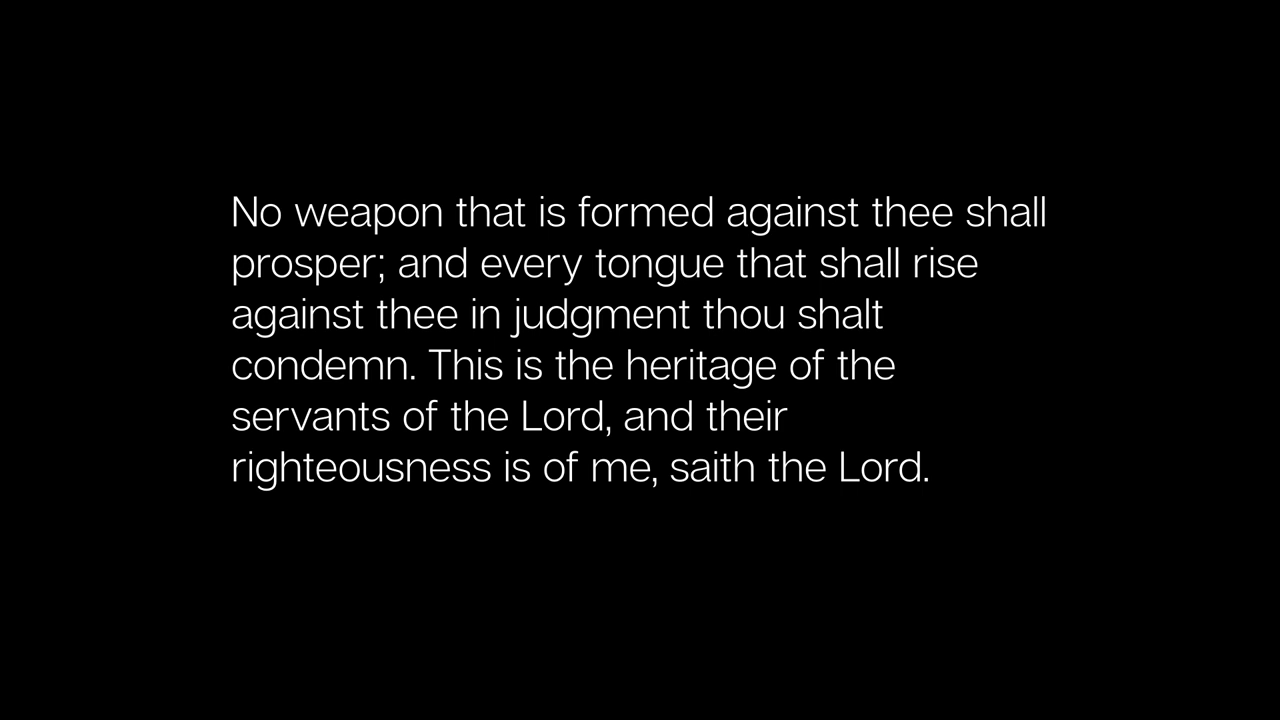 No weapon that is formed against thee shall
prosper; and every tongue that shall rise
against thee in judgment thou shalt
condemn. This is the heritage of the
servants of the Lord, and their
righteousness is of me, saith the Lord.